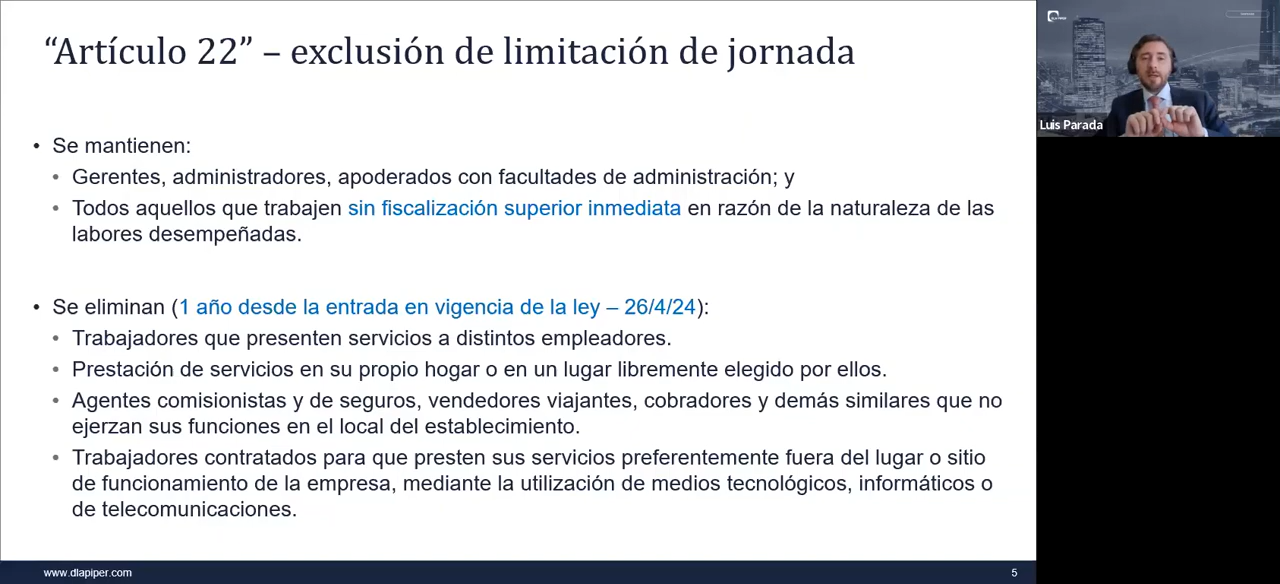 “Artículo 22” – exclusión de limitación de jornada
• Se mantienen:
• Gerentes, administradores, apoderados con facultades de administración; y
• Todos aquellos que trabajen sin fiscalización superior inmediata en razón de la naturaleza de las
labores desempeñadas.
• Se eliminan (1 año desde la entrada en vigencia de la ley – 26/4/24):
• Trabajadores que presenten servicios a distintos empleadores.
• Prestación de servicios en su propio hogar o en un lugar libremente elegido por ellos.
• Agentes comisionistas y de seguros, vendedores viajantes, cobradores y demás similares que no
ejerzan sus funciones en el local del establecimiento.
• Trabajadores contratados para que presten sus servicios preferentemente fuera del lugar o sitio
de funcionamiento de la empresa, mediante la utilización de medios tecnológicos, informáticos o
de telecomunicaciones.
www.dlapiper.com
5
Luis Parada